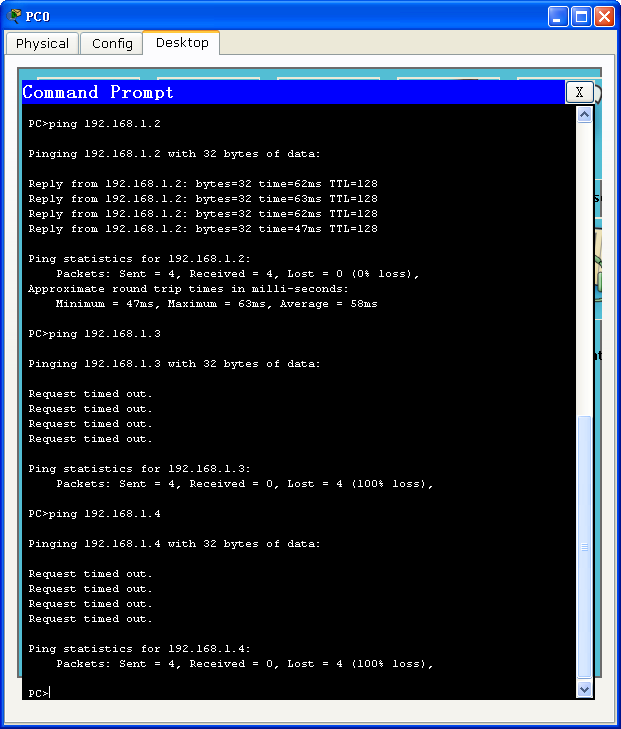 PC0
Physical Config Desktop
Command Prompt X
PC>ping 192.168.1.2
Pinging 192.168.1.2 with 32 bytes of data:
Reply from 192.168.1.2: bytes=32 time=62ms TTL=128
Reply from 192.168.1.2: bytes=32 time=63ms TTL=128
Reply from 192.168.1.2: bytes=32 time=62ms TTL=128
Reply from 192.168.1.2: bytes=32 time=47ms TTL=128
Ping statistics for 192.168.1.2:
Packets: Sent = 4, Received = 4, Lost = 0 (0% loss),
Approximate round trip times in milli-seconds:
Minimum = 47ms, Maximum = 63ms, Average = 58ms
PC>ping 192.168.1.3
Pinging 192.168.1.3 with 32 bytes of data:
Request timed out.
Request timed out.
Request timed out.
Request timed out.
Ping statistics for 192.168.1.3:
Packets: Sent = 4, Received = 0, Lost = 4 (100% loss),
PC>ping 192.168.1.4
Pinging 192.168.1.4 with 32 bytes of data:
Request timed out.
Request timed out.
Request timed out.
Request timed out.
Ping statistics for 192.168.1.4:
Packets: Sent = 4, Received = 0, Lost = 4 (100% loss),
PC>